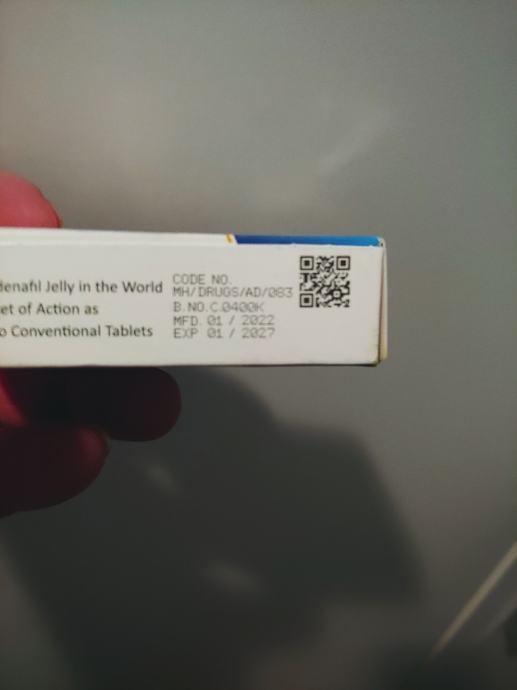 denafil Jelly in the World
et of Action as
o Conventional Tablets
CODE NO.
MH/DRUGS/AD/083
B.NO.C.0400K
MFD. 01 / 2022
EXP 01 / 2027